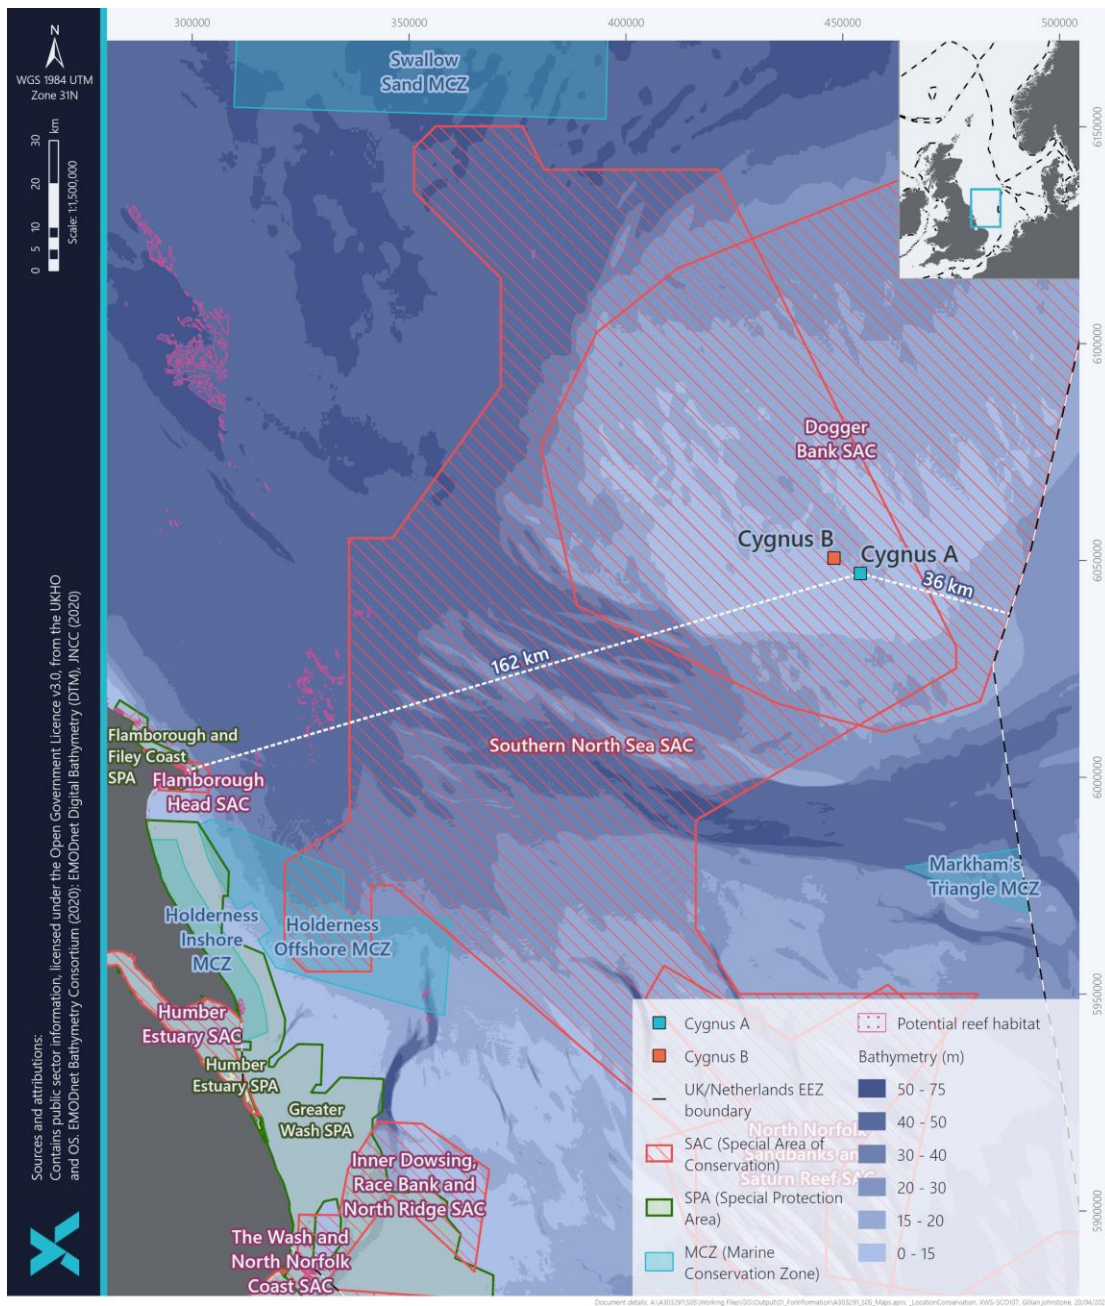 300000
350000
400000
450000
500000
N
WGS 1984 UTM
Zone 31N
km
30
20
10
5
0
Scale: 1:1,500,000
Swallow
Sand MCZ
6150000
6100000
Dogger
Bank SAC
Cygnus B
Cygnus A
36 km
6050000
162 km
Southern North Sea SAC
Flamborough and
Filey Coast
SPA
Flamborough
Head SAC
6000000
Markham's
Triangle MCZ
Holderness
Inshore
MCZ
Holderness
Offshore MCZ
5950000
Humber
Estuary SAC
Humber
Estuary SPA
Greater
Wash SPA
Inner Dowsing,
Race Bank and
North Ridge SAC
The Wash and
North Norfolk
Coast SAC
North Norfolk
Sandbanks an
Saturn Reef SAC
5900000
Cygnus A
Cygnus B
UK/Netherlands EEZ
boundary
SAC (Special Area of
Conservation)
SPA (Special Protection
Area)
MCZ (Marine
Conservation Zone)
Potential reef habitat
Bathymetry (m)
50 - 75
40 - 50
30 - 40
20 - 30
15 - 20
0 - 15
Sources and attributions:
Contains public sector information, licensed under the Open Government Licence v3.0, from the UKHO
and OS. EMODnet Bathymetry Consortium (2020): EMODnet Digital Bathymetry (DTM), JNCC (2020)